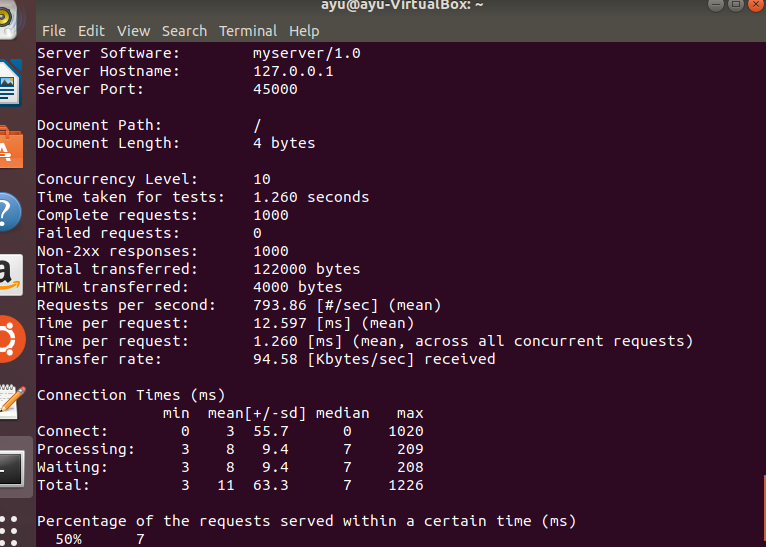 ayu@ayu-VirtualBox: ~
File Edit View Search Terminal Help
Server Software: myserver/1.0
Server Hostname: 127.0.0.1
Server Port: 45000
Document Path: /
Document Length: 4 bytes
Concurrency Level: 10
Time taken for tests: 1.260 seconds
Complete requests: 1000
Failed requests: 0
Non-2xx responses: 1000
Total transferred: 122000 bytes
HTML transferred: 4000 bytes
Requests per second: 793.86 [#/sec] (mean)
Time per request: 12.597 [ms] (mean)
Time per request: 1.260 [ms] (mean, across all concurrent requests)
Transfer rate: 94.58 [Kbytes/sec] received
Connection Times (ms)
min mean[+/-sd] median max
Connect: 0 3 55.7 0 1020
Processing: 3 8 9.4 7 209
Waiting: 3 8 9.4 7 208
Total: 3 11 63.3 7 1226
Percentage of the requests served within a certain time (ms)
50% 7